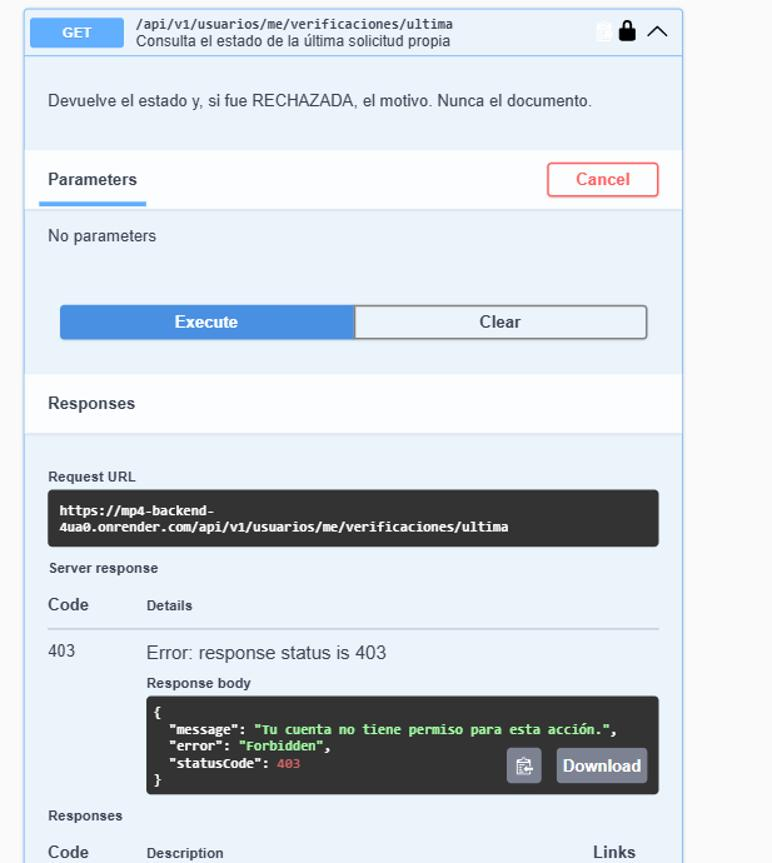 GET
/api/v1/usuarios/me/verificaciones/ultima
Consulta el estado de la última solicitud propia
Devuelve el estado y, si fue RECHAZADA, el motivo. Nunca el documento.
Parameters
Cancel
No parameters
Execute
Clear
Responses
Request URL
https://mp4-backend-
4ua0.onrender.com/api/v1/usuarios/me/verificaciones/ultima
Server response
Code Details
403 Error: response status is 403
Response body
{
"message": "Tu cuenta no tiene permiso para esta acción.",
"error": "Forbidden",
"statusCode": 403
}
Download
Responses
Code Description Links